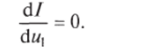 dI/du₁ = 0.